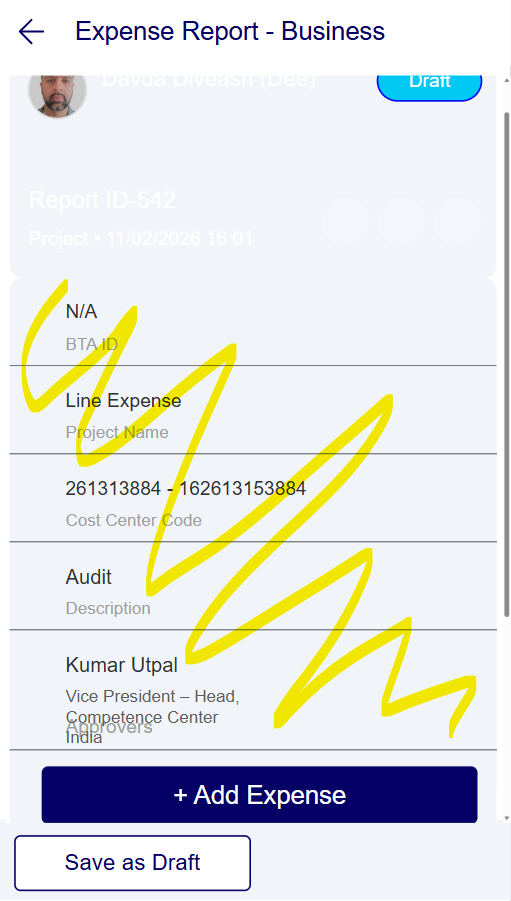 Expense Report - Business
Davda Diveash (Dee)
Draft
Report ID-542
Project • 11/02/2026 16:01
N/A
BTA ID
Line Expense
Project Name
261313884 - 162613153884
Cost Center Code
Audit
Description
Kumar Utpal
Vice President – Head,
Competence Center
India
Approvers
+ Add Expense
Save as Draft